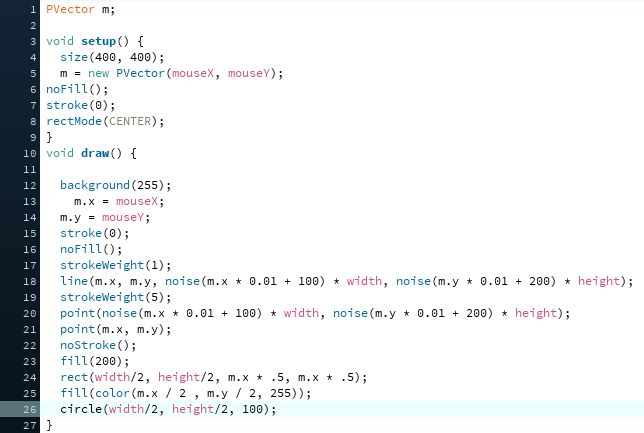 1 PVector m;
2
3 void setup() {
4   size(400, 400);
5   m = new PVector(mouseX, mouseY);
6 noFill();
7 stroke(0);
8 rectMode(CENTER);
9 }
10 void draw() {
11
12   background(255);
13     m.x = mouseX;
14   m.y = mouseY;
15   stroke(0);
16   noFill();
17   strokeWeight(1);
18   line(m.x, m.y, noise(m.x * 0.01 + 100) * width, noise(m.y * 0.01 + 200) * height);
19   strokeWeight(5);
20   point(noise(m.x * 0.01 + 100) * width, noise(m.y * 0.01 + 200) * height);
21   point(m.x, m.y);
22   noStroke();
23   fill(200);
24   rect(width/2, height/2, m.x * .5, m.x * .5);
25   fill(color(m.x / 2 , m.y / 2, 255));
26   circle(width/2, height/2, 100);
27 }